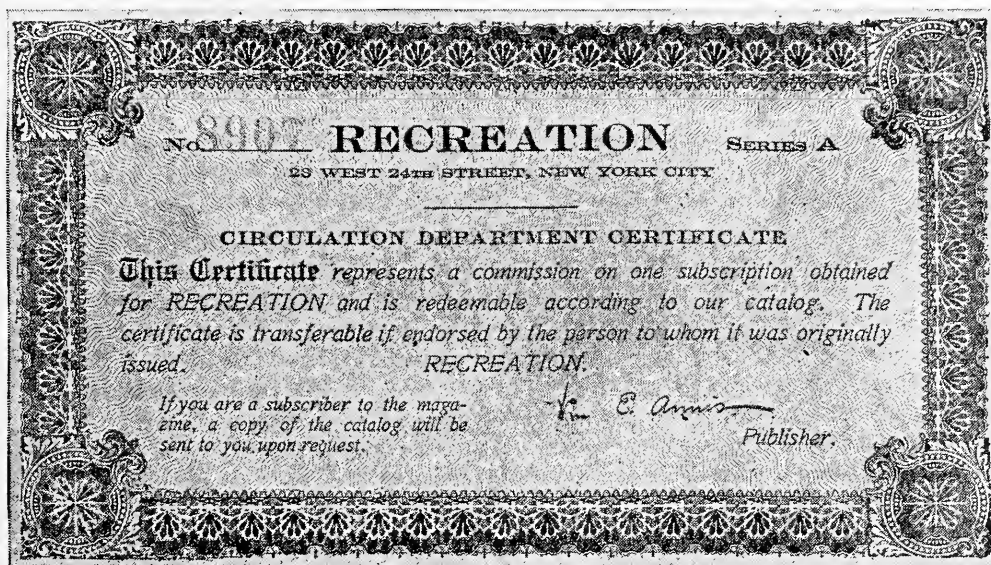 No. 8907 RECREATION SERIES A
23 WEST 24TH STREET, NEW YORK CITY
CIRCULATION DEPARTMENT CERTIFICATE
This Certificate represents a commission on one subscription obtained
for RECREATION and is redeemable according to our catalog. The
certificate is transferable if endorsed by the person to whom it was originally
issued. RECREATION.
If you are a subscriber to the maga-
zine, a copy of the catalog will be
sent to you upon request.
E. Annis
Publisher.